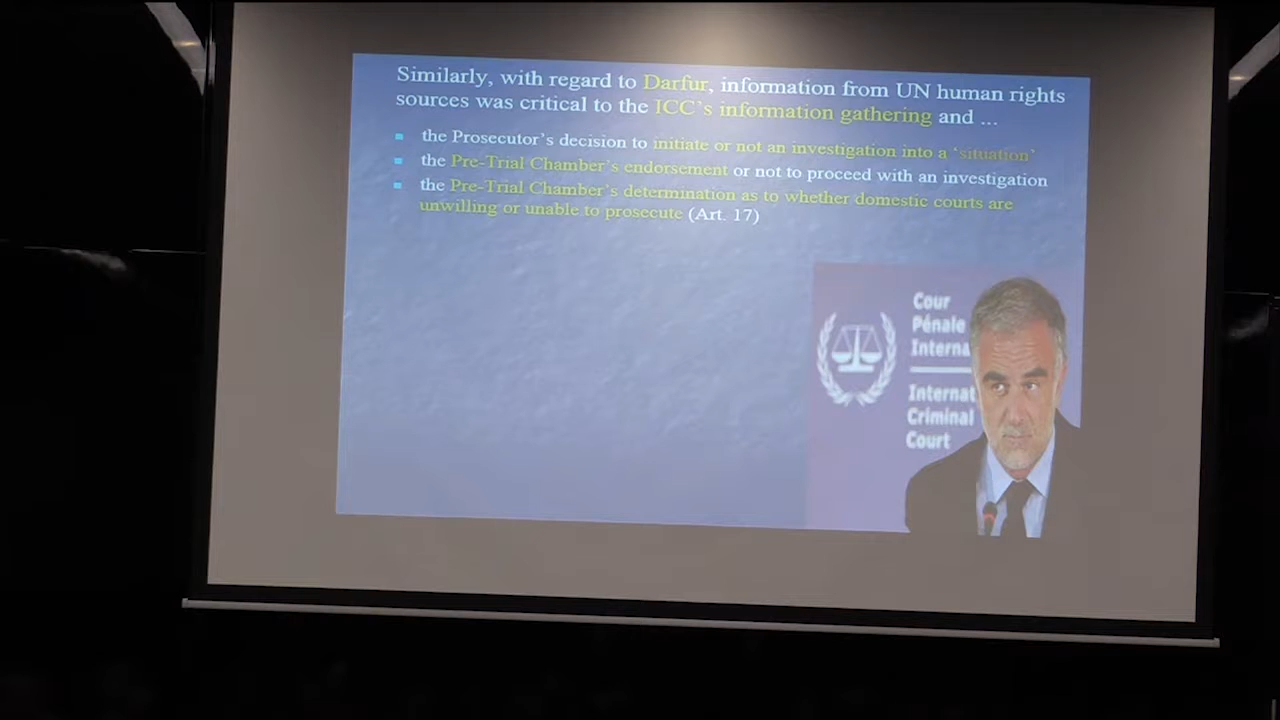 Similarly, with regard to Darfur, information from UN human rights
sources was critical to the ICC's information gathering and ...
the Prosecutor's decision to initiate or not an investigation into a 'situation'
the Pre-Trial Chamber's endorsement or not to proceed with an investigation
the Pre-Trial Chamber's determination as to whether domestic courts are
unwilling or unable to prosecute (Art. 17)
Cour
Pénale
Interna
Internat
Criminal
Court